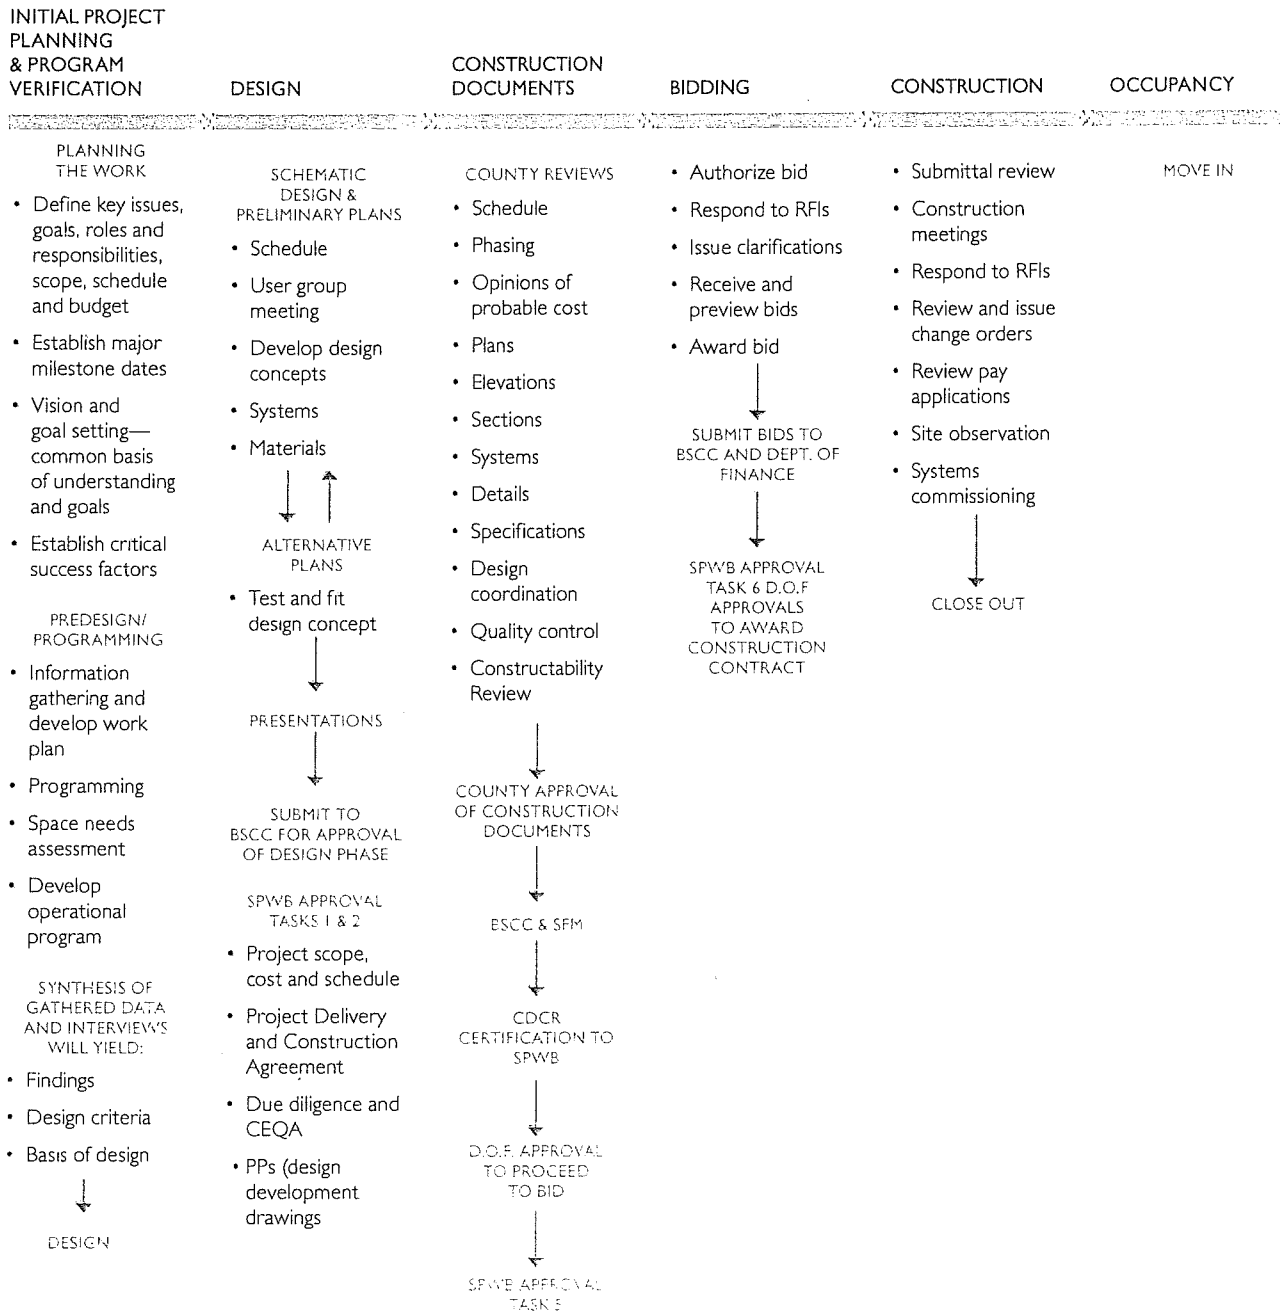 INITIAL PROJECT
PLANNING
& PROGRAM
VERIFICATION
DESIGN
CONSTRUCTION
DOCUMENTS
BIDDING
CONSTRUCTION
OCCUPANCY
PLANNING
THE WORK
• Define key issues,
goals, roles and
responsibilities,
scope, schedule
and budget
• Establish major
milestone dates
• Vision and
goal setting—
common basis
of understanding
and goals
• Establish critical
success factors
PREDESIGN/
PROGRAMMING
• Information
gathering and
develop work
plan
• Programming
• Space needs
assessment
• Develop
operational
program
SYNTHESIS OF
GATHERED DATA
AND INTERVIEWS
WILL YIELD:
• Findings
• Design criteria
• Basis of design
DESIGN
SCHEMATIC
DESIGN &
PRELIMINARY PLANS
• Schedule
• User group
meeting
• Develop design
concepts
• Systems
• Materials
ALTERNATIVE
PLANS
• Test and fit
design concept
PRESENTATIONS
SUBMIT TO
BSCC FOR APPROVAL
OF DESIGN PHASE
SPWB APPROVAL
TASKS 1 & 2
• Project scope,
cost and schedule
• Project Delivery
and Construction
Agreement
• Due diligence and
CEQA
• PPs (design
development
drawings
COUNTY REVIEWS
• Schedule
• Phasing
• Opinions of
probable cost
• Plans
• Elevations
• Sections
• Systems
• Details
• Specifications
• Design
coordination
• Quality control
• Constructability
Review
COUNTY APPROVAL
OF CONSTRUCTION
DOCUMENTS
BSCC & SFM
CDCR
CERTIFICATION TO
SPWB
D.O.F. APPROVAL
TO PROCEED
TO BID
SPWB APPROVAL
TASK 5
• Authorize bid
• Respond to RFIs
• Issue clarifications
• Receive and
preview bids
• Award bid
SUBMIT BIDS TO
BSCC AND DEPT. OF
FINANCE
SPWB APPROVAL
TASK 6 D.O.F
APPROVALS
TO AWARD
CONSTRUCTION
CONTRACT
• Submittal review
• Construction
meetings
• Respond to RFIs
• Review and issue
change orders
• Review pay
applications
• Site observation
• Systems
commissioning
CLOSE OUT
MOVE IN